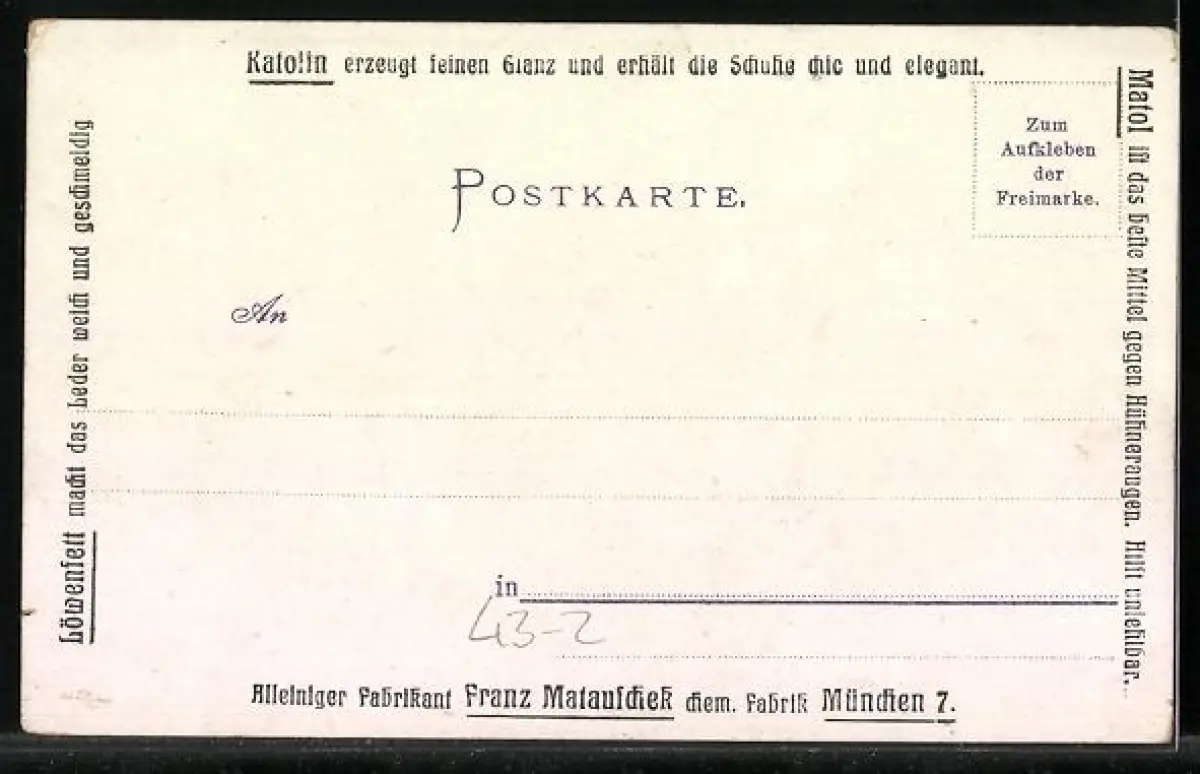 Katolin erzeugt feinen Glanz und erhält die Schuhe chic und elegant.
Zum
Aufkleben
der
Freimarke.
POSTKARTE.
Matol ist das beste Mittel gegen Hühneraugen. Hilft unfehlbar.
Löwenfett macht das Leder weich und geschmeidig
An
in
43-2
Alleiniger Fabrikant Franz Matauschek chem. Fabrik München 7.